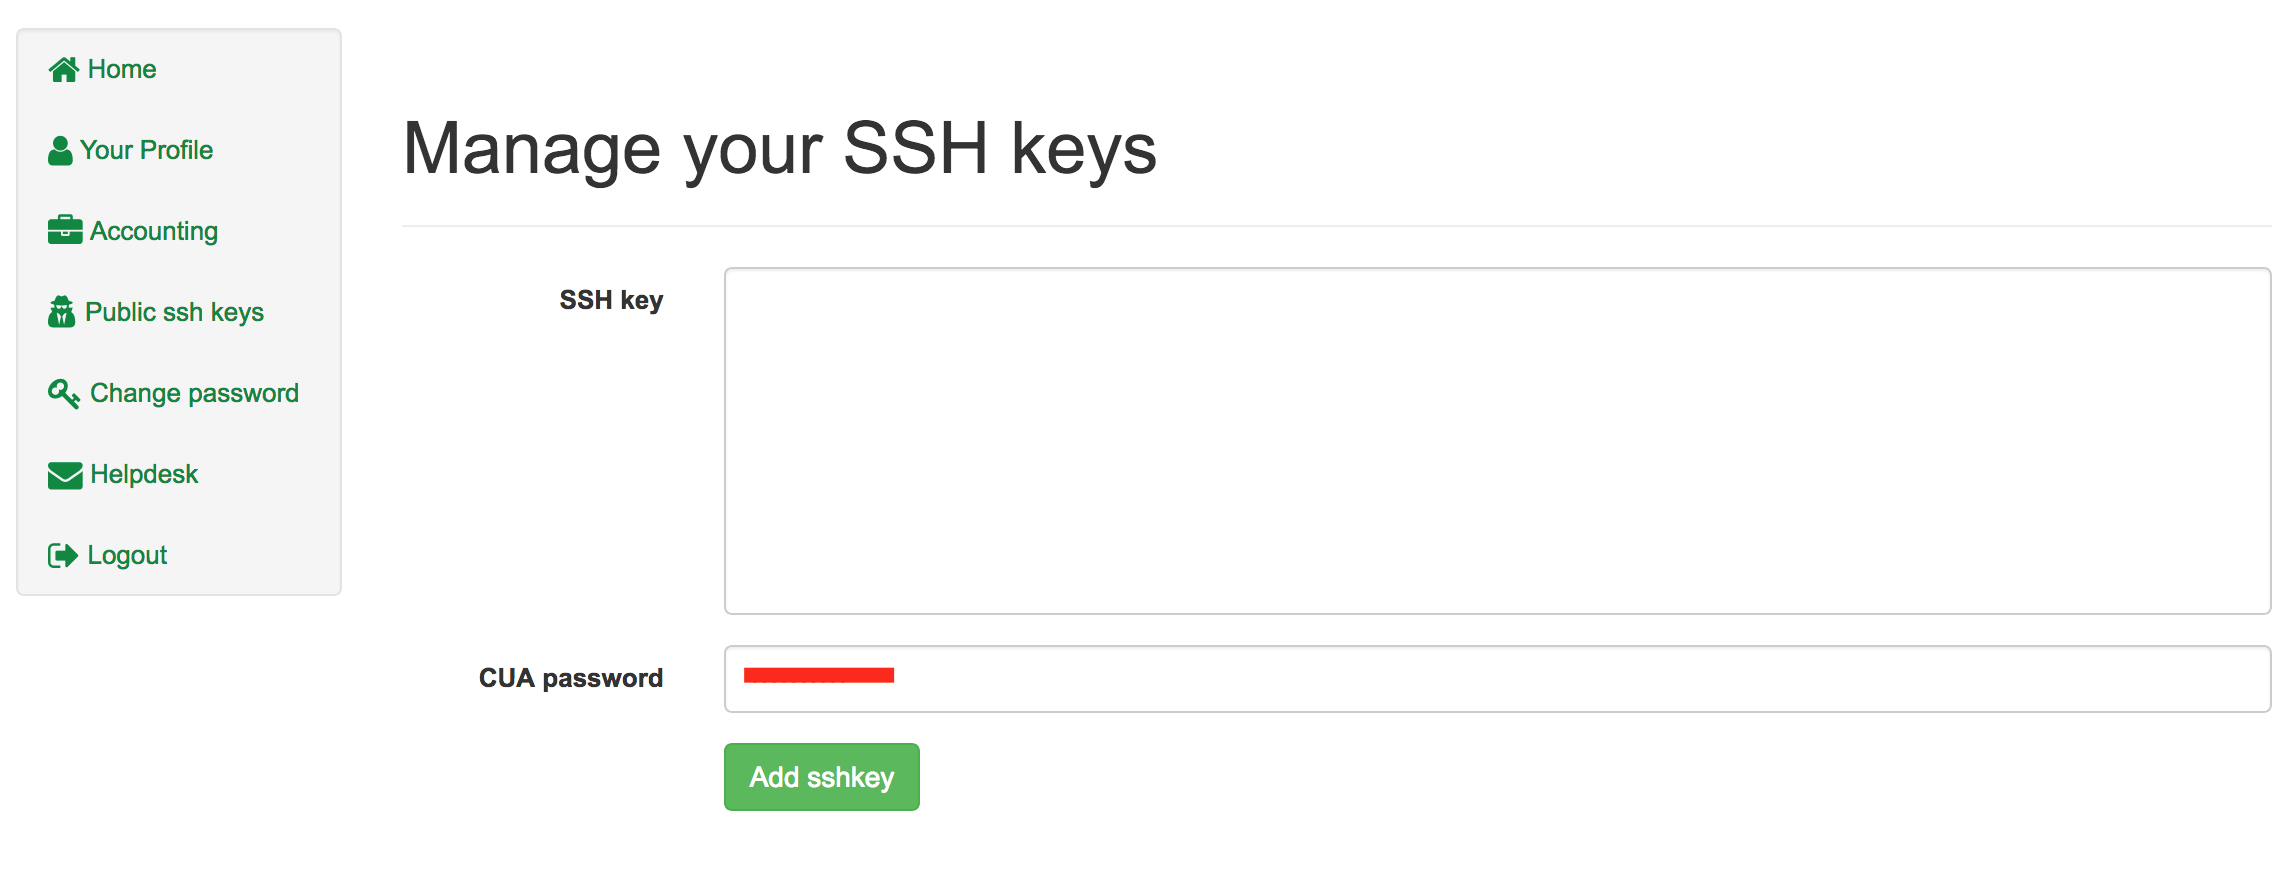 Home
Your Profile
Accounting
Public ssh keys
Change password
Helpdesk
Logout
Manage your SSH keys
SSH key
CUA password
Add sshkey